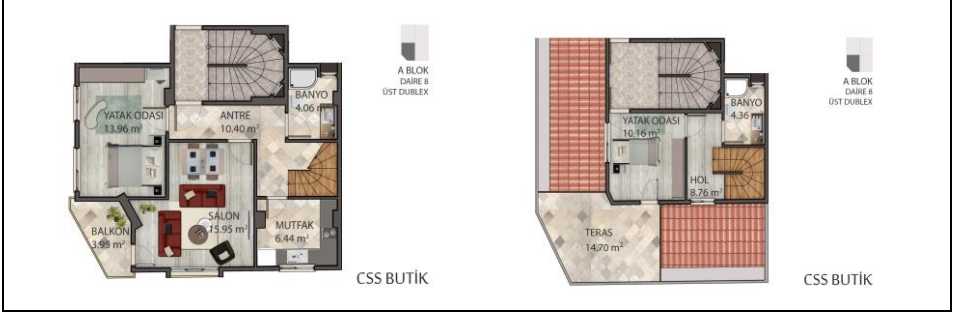 A BLOK
DAİRE 8
ÜST DUBLEX
BANYO
4.06 m²
YATAK ODASI
13.96 m²
ANTRE
10.40 m²
SALON
15.95 m²
BALKON
3.95 m²
MUTFAK
6.44 m²
CSS BUTİK
A BLOK
DAİRE 8
ÜST DUBLEX
BANYO
4.36 m²
YATAK ODASI
10.16 m²
HOL
8.76 m²
TERAS
14.70 m²
CSS BUTİK